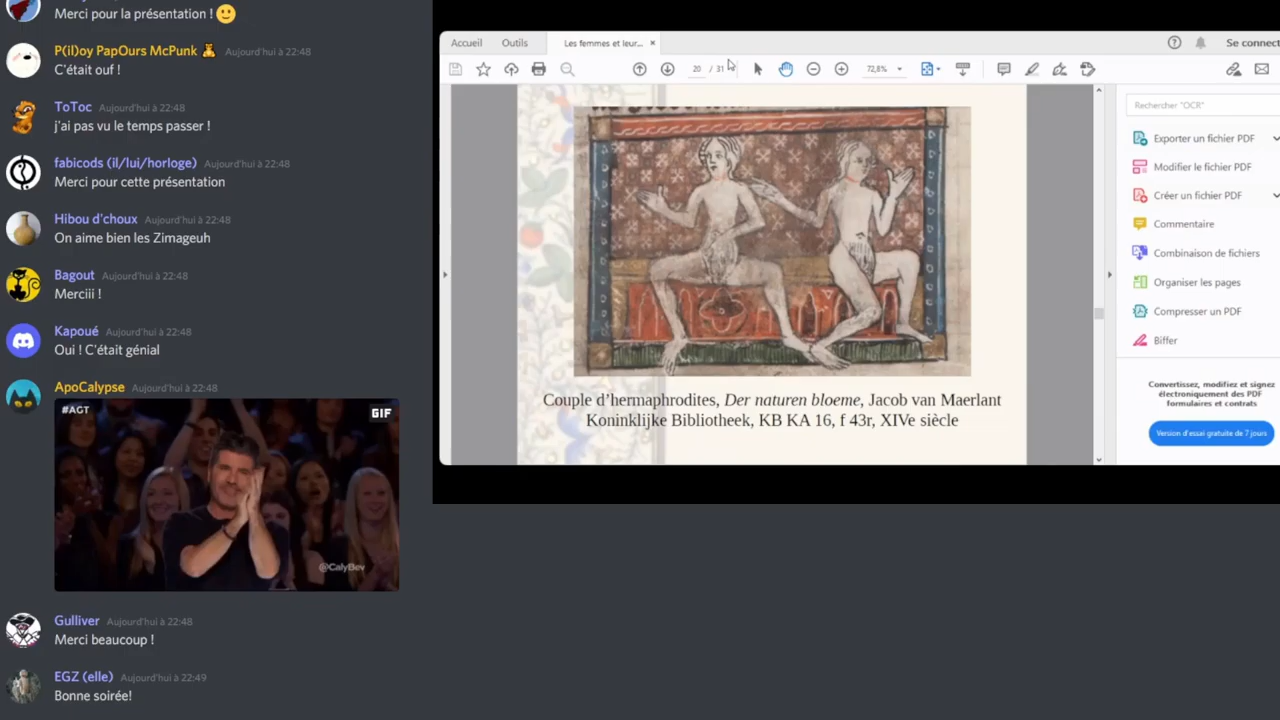 Merci pour la présentation !
P(il)oy PapOurs McPunk Aujourd'hui à 22:48
C'était ouf !
ToToc Aujourd'hui à 22:48
j'ai pas vu le temps passer !
fabicods (il/lui/horloge) Aujourd'hui à 22:48
Merci pour cette présentation
Hibou d'choux Aujourd'hui à 22:48
On aime bien les Zimageuh
Bagout Aujourd'hui à 22:48
Merciii !
Kapoué Aujourd'hui à 22:48
Oui ! C'était génial
ApoCalypse Aujourd'hui à 22:48
#AGT GIF
@CalyBev
Gulliver Aujourd'hui à 22:48
Merci beaucoup !
EGZ (elle) Aujourd'hui à 22:49
Bonne soirée!
Accueil Outils Les femmes et leur... × Se connect
20 / 31 72,8%
Couple d'hermaphrodites, Der naturen bloeme, Jacob van Maerlant
Koninklijke Bibliotheek, KB KA 16, f 43r, XIVe siècle
Rechercher "OCR"
Exporter un fichier PDF
Modifier le fichier PDF
Créer un fichier PDF
Commentaire
Combinaison de fichiers
Organiser les pages
Compresser un PDF
Biffer
Convertissez, modifiez et signez
électroniquement des PDF
formulaires et contrats
Version d'essai gratuite de 7 jours